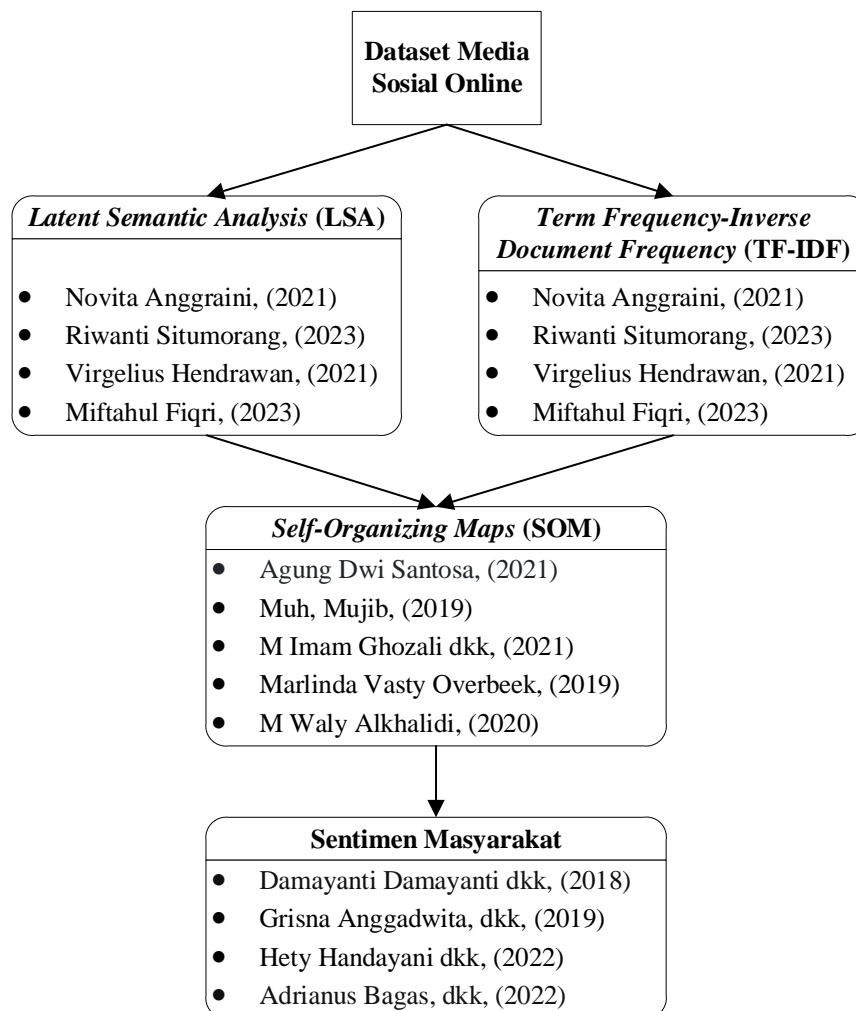 Dataset Media
Sosial Online
Latent Semantic Analysis (LSA)
• Novita Anggraini, (2021)
• Riwanti Situmorang, (2023)
• Virgelius Hendrawan, (2021)
• Miftahul Fiqri, (2023)
Term Frequency-Inverse
Document Frequency (TF-IDF)
• Novita Anggraini, (2021)
• Riwanti Situmorang, (2023)
• Virgelius Hendrawan, (2021)
• Miftahul Fiqri, (2023)
Self-Organizing Maps (SOM)
• Agung Dwi Santosa, (2021)
• Muh, Mujib, (2019)
• M Imam Ghozali dkk, (2021)
• Marlinda Vasty Overbeek, (2019)
• M Waly Alkhalidi, (2020)
Sentimen Masyarakat
• Damayanti Damayanti dkk, (2018)
• Grisna Anggadwita, dkk, (2019)
• Hety Handayani dkk, (2022)
• Adrianus Bagas, dkk, (2022)